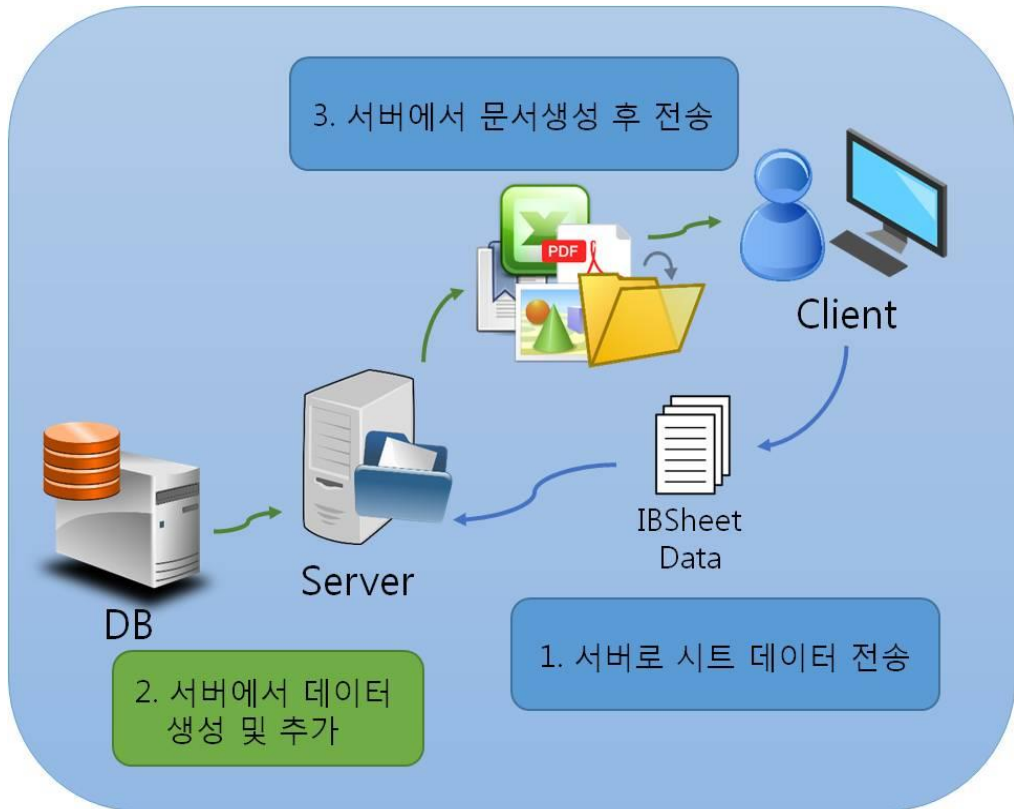 3. 서버에서 문서생성 후 전송
PDF
Client
IBSheet
Data
Server
DB
1. 서버로 시트 데이터 전송
2. 서버에서 데이터
생성 및 추가